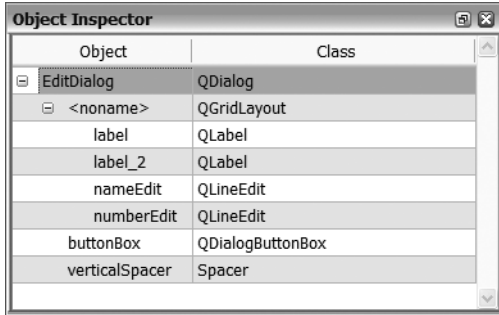 Object Inspector
Object Class
EditDialog QDialog
<noname> QGridLayout
label QLabel
label_2 QLabel
nameEdit QLineEdit
numberEdit QLineEdit
buttonBox QDialogButtonBox
verticalSpacer Spacer